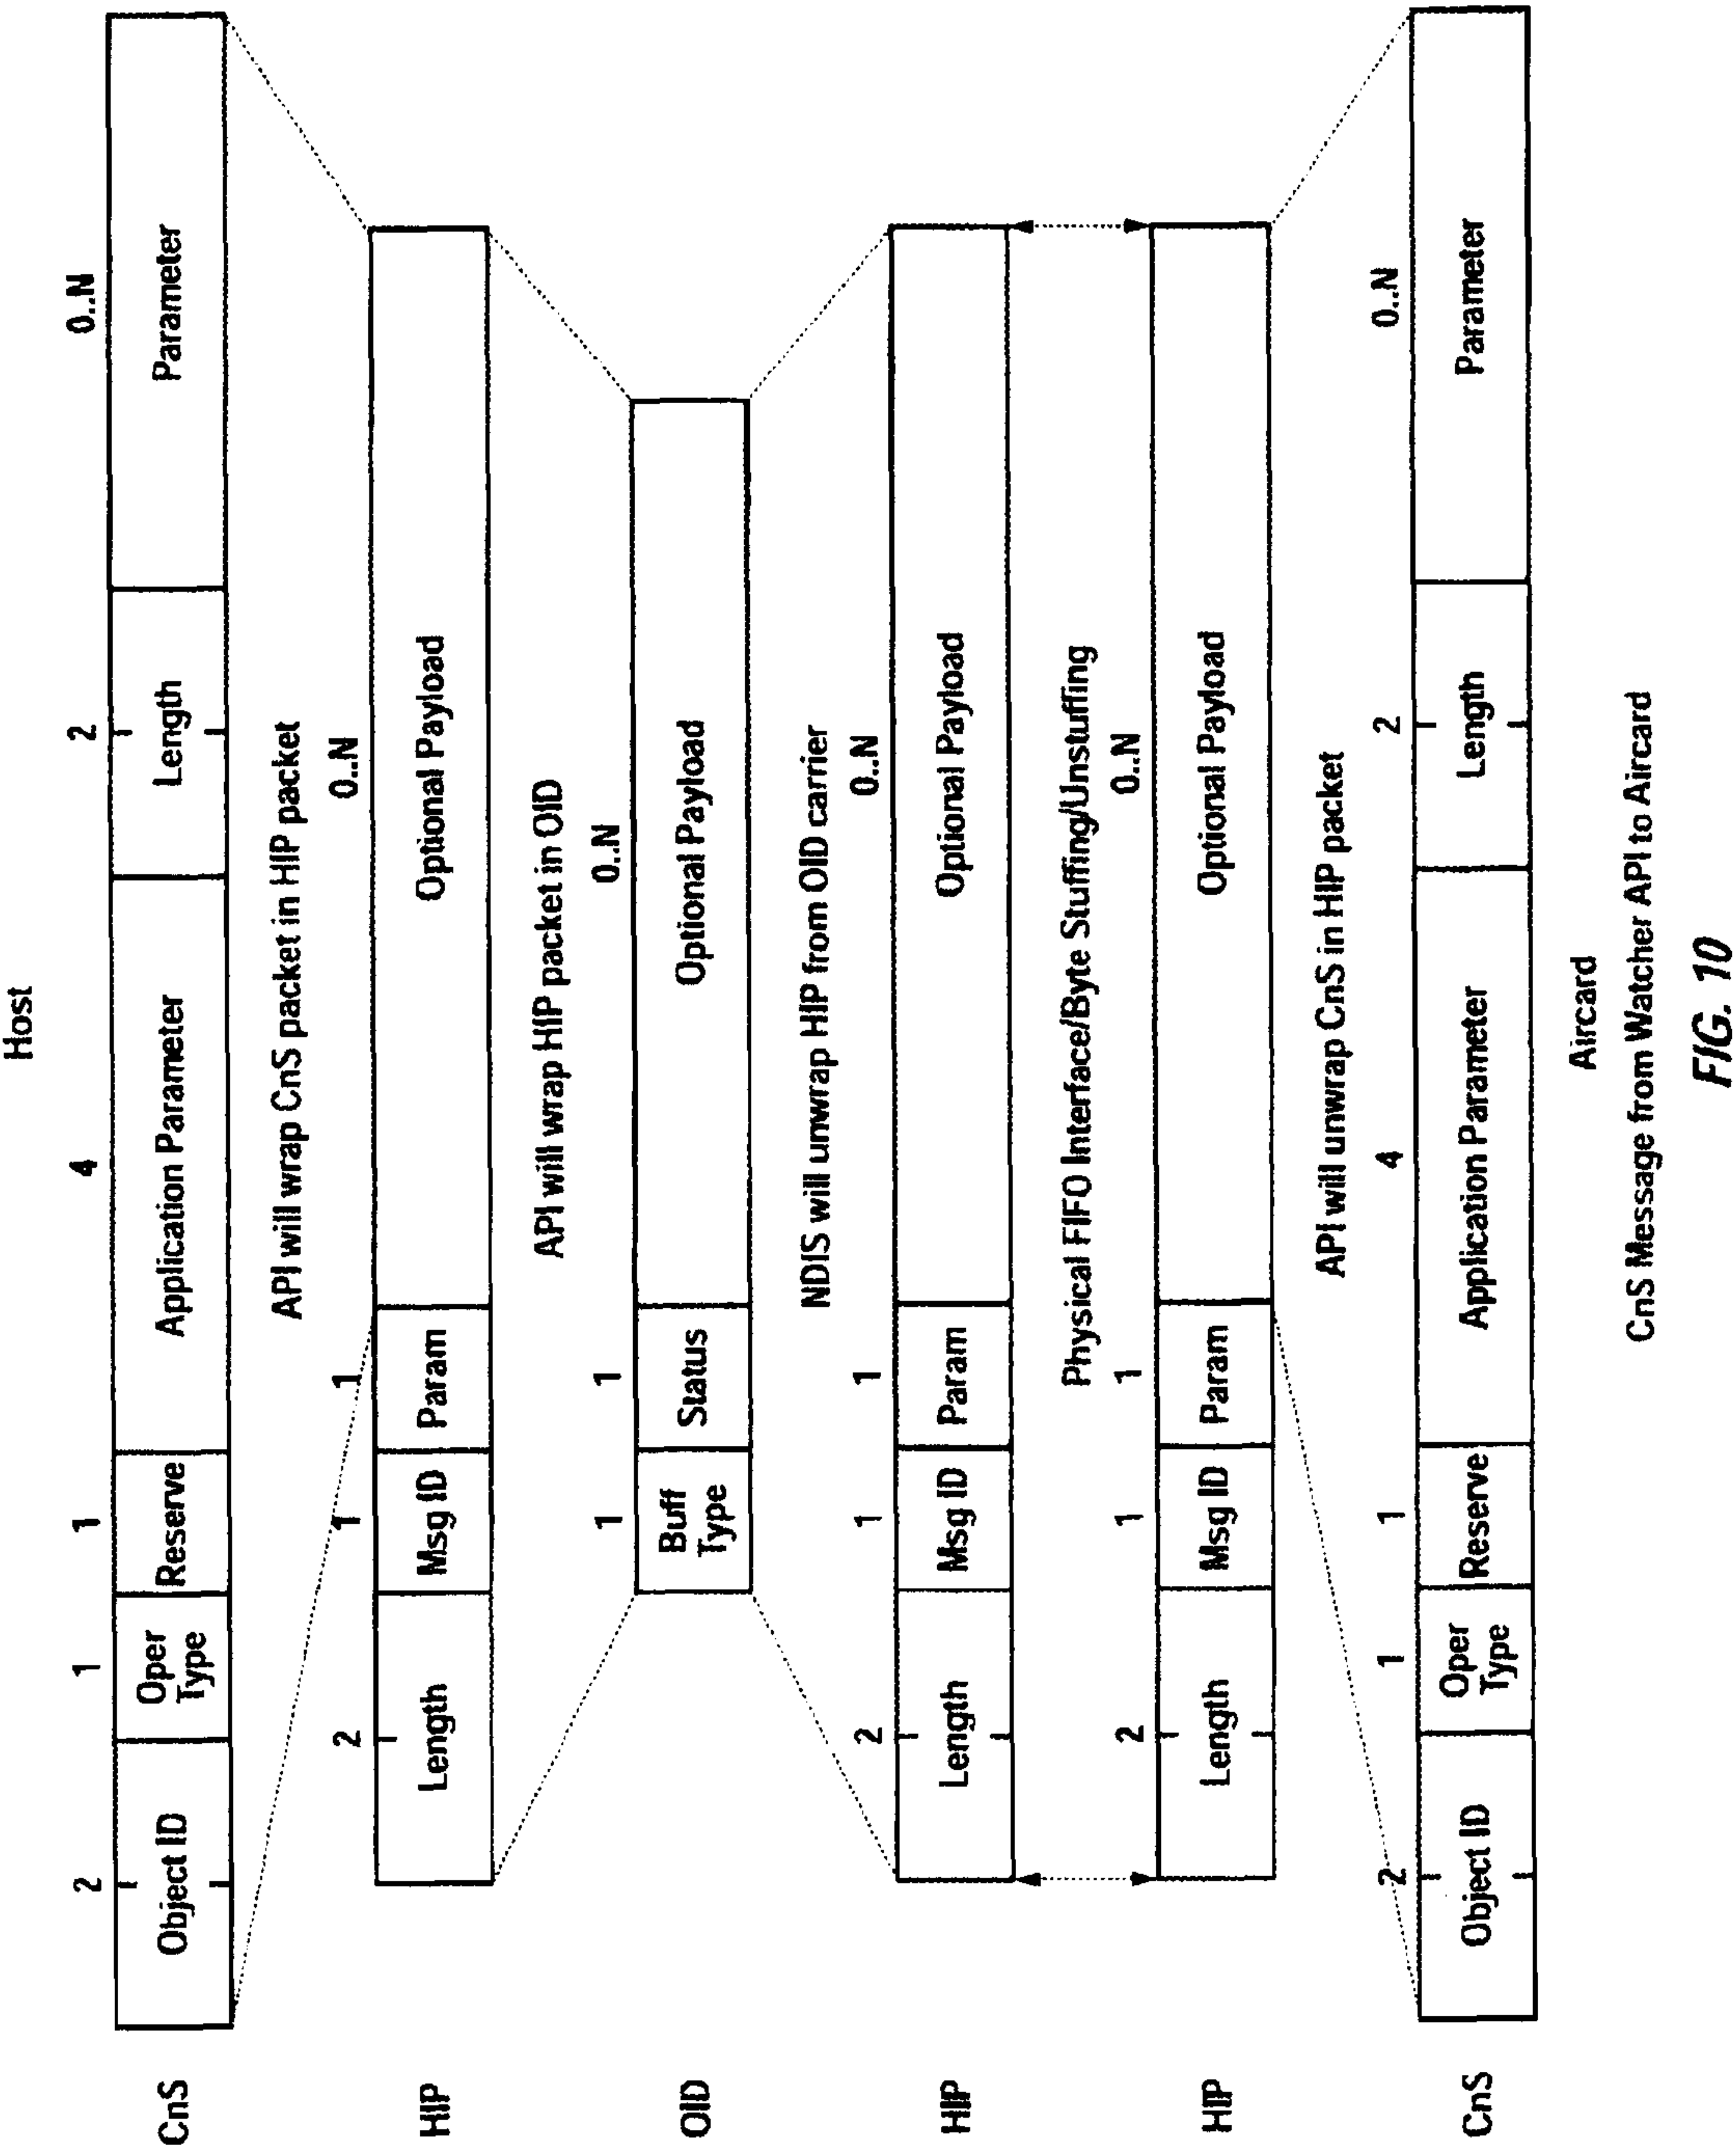 Host
2 1 1 4 2 0..N
CnS Object ID Oper Type Reserve Application Parameter Length Parameter
API will wrap CnS packet in HIP packet
2 1 1 0..N
HIP Length Msg ID Param Optional Payload
API will wrap HIP packet in OID
1 1 0..N
OID Buff Type Status Optional Payload
NDIS will unwrap HIP from OID carrier
2 1 1 0..N
HIP Length Msg ID Param Optional Payload
Physical FIFO Interface/Byte Stuffing/Unstuffing
2 1 1 0..N
HIP Length Msg ID Param Optional Payload
API will unwrap CnS in HIP packet
2 1 1 4 2 0..N
CnS Object ID Oper Type Reserve Application Parameter Length Parameter
Aircard
CnS Message from Watcher API to Aircard
FIG. 10